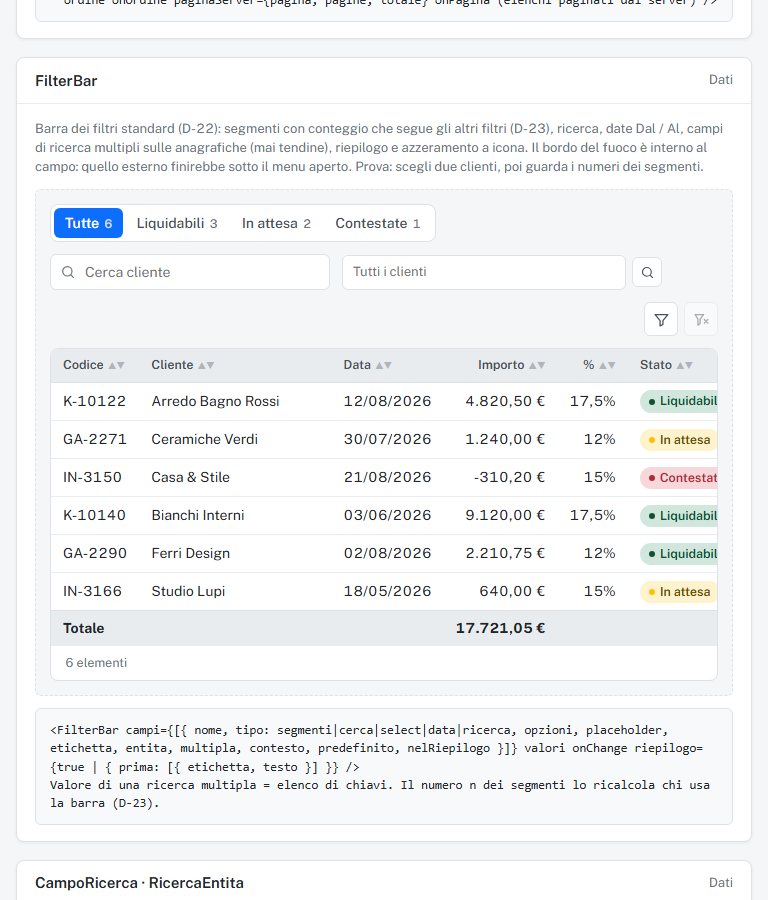 ordine onOrdine paginaServer={pagina, pagine, totale} onPagina (elenchi paginati dal server) />
FilterBar
Dati
Barra dei filtri standard (D-22): segmenti con conteggio che segue gli altri filtri (D-23), ricerca, date Dal / Al, campi
di ricerca multipli sulle anagrafiche (mai tendine), riepilogo e azzeramento a icona. Il bordo del fuoco è interno al
campo: quello esterno finirebbe sotto il menu aperto. Prova: scegli due clienti, poi guarda i numeri dei segmenti.
Tutte 6 Liquidabili 3 In attesa 2 Contestate 1
Cerca cliente Tutti i clienti
Codice ▲▼ Cliente ▲▼ Data ▲▼ Importo ▲▼ % ▲▼ Stato ▲▼
K-10122 Arredo Bagno Rossi 12/08/2026 4.820,50 € 17,5% Liquidabil
GA-2271 Ceramiche Verdi 30/07/2026 1.240,00 € 12% In attesa
IN-3150 Casa & Stile 21/08/2026 -310,20 € 15% Contestat
K-10140 Bianchi Interni 03/06/2026 9.120,00 € 17,5% Liquidabil
GA-2290 Ferri Design 02/08/2026 2.210,75 € 12% Liquidabil
IN-3166 Studio Lupi 18/05/2026 640,00 € 15% In attesa
Totale 17.721,05 €
6 elementi
<FilterBar campi={[{ nome, tipo: segmenti|cerca|select|data|ricerca, opzioni, placeholder,
etichetta, entita, multipla, contesto, predefinito, nelRiepilogo }]} valori onChange riepilogo=
{true | { prima: [{ etichetta, testo }] }} />
Valore di una ricerca multipla = elenco di chiavi. Il numero n dei segmenti lo ricalcola chi usa
la barra (D-23).
CampoRicerca · RicercaEntita
Dati